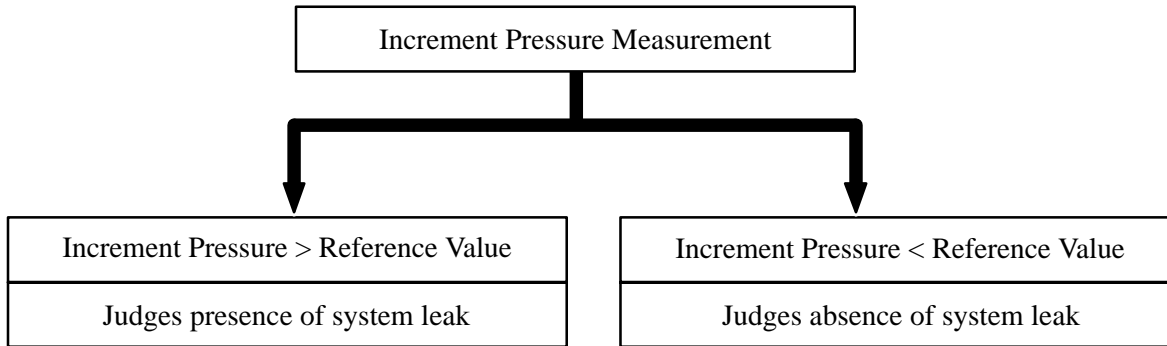 Increment Pressure Measurement
Increment Pressure > Reference Value
Judges presence of system leak
Increment Pressure < Reference Value
Judges absence of system leak